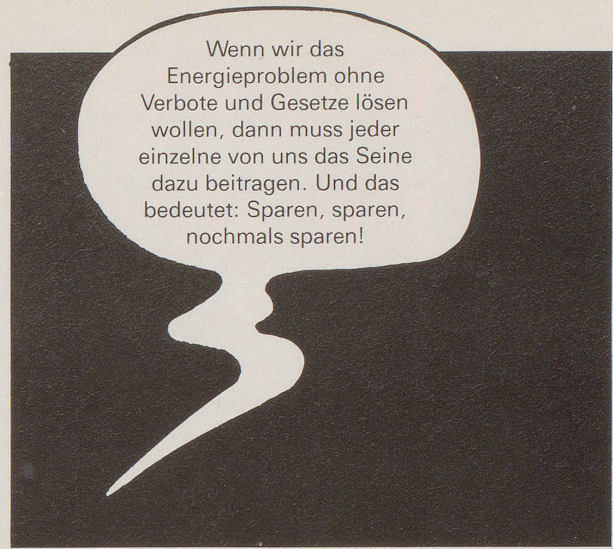 Wenn wir das
Energieproblem ohne
Verbote und Gesetze lösen
wollen, dann muss jeder
einzelne von uns das Seine
dazu beitragen. Und das
bedeutet: Sparen, sparen,
nochmals sparen!